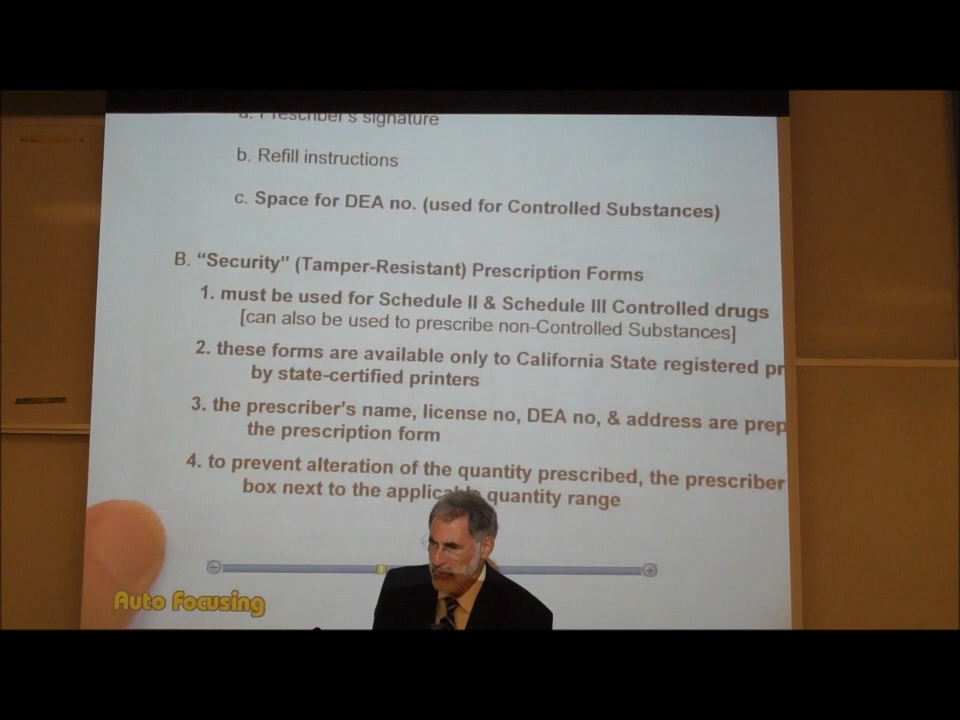 a. Prescriber's signature
b. Refill instructions
c. Space for DEA no. (used for Controlled Substances)
B. “Security” (Tamper-Resistant) Prescription Forms
1. must be used for Schedule II & Schedule III Controlled drugs
[can also be used to prescribe non-Controlled Substances]
2. these forms are available only to California State registered pr
by state-certified printers
3. the prescriber's name, license no, DEA no, & address are prep
the prescription form
4. to prevent alteration of the quantity prescribed, the prescriber
box next to the applicable quantity range
Auto Focusing